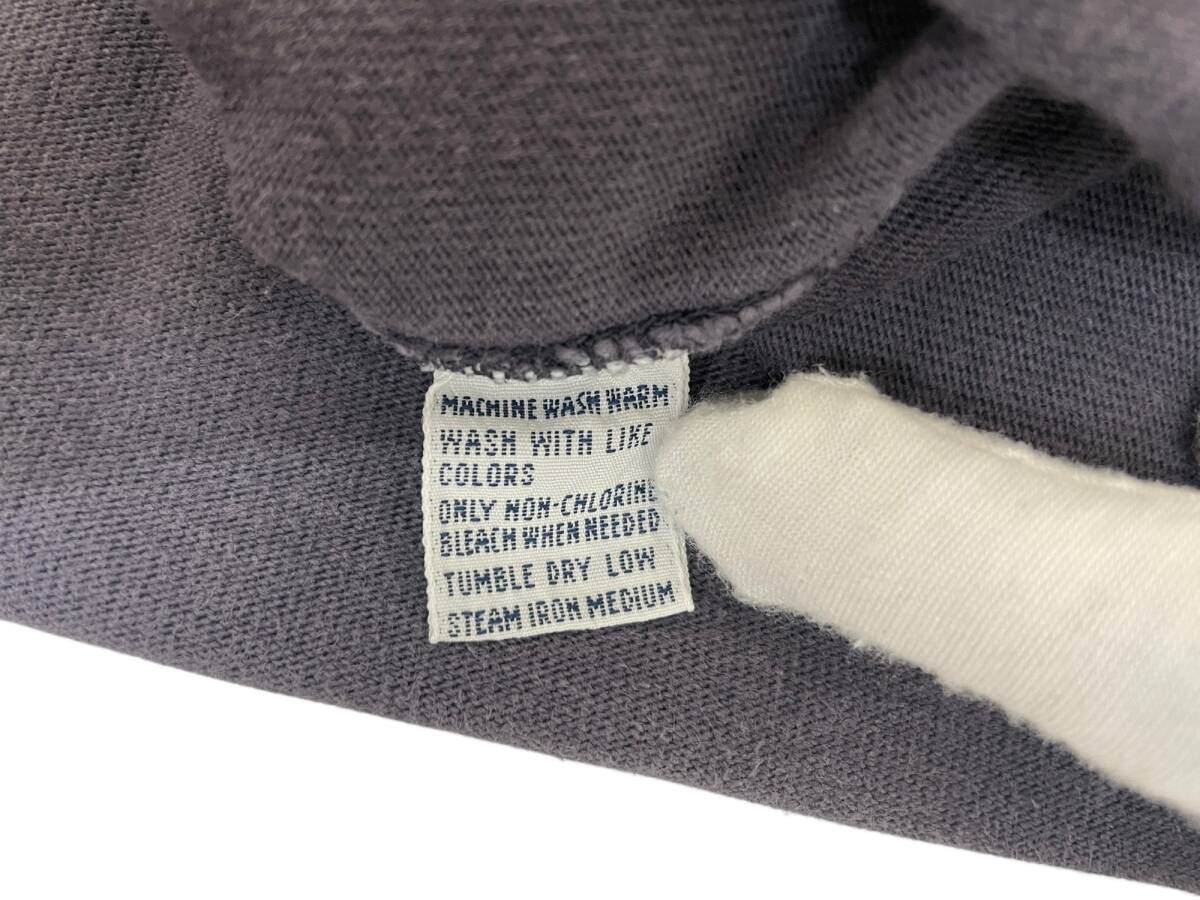 MACHINE WASH WARM
WASH WITH LIKE
COLORS
ONLY NON-CHLORINE
BLEACH WHEN NEEDED
TUMBLE DRY LOW
STEAM IRON MEDIUM